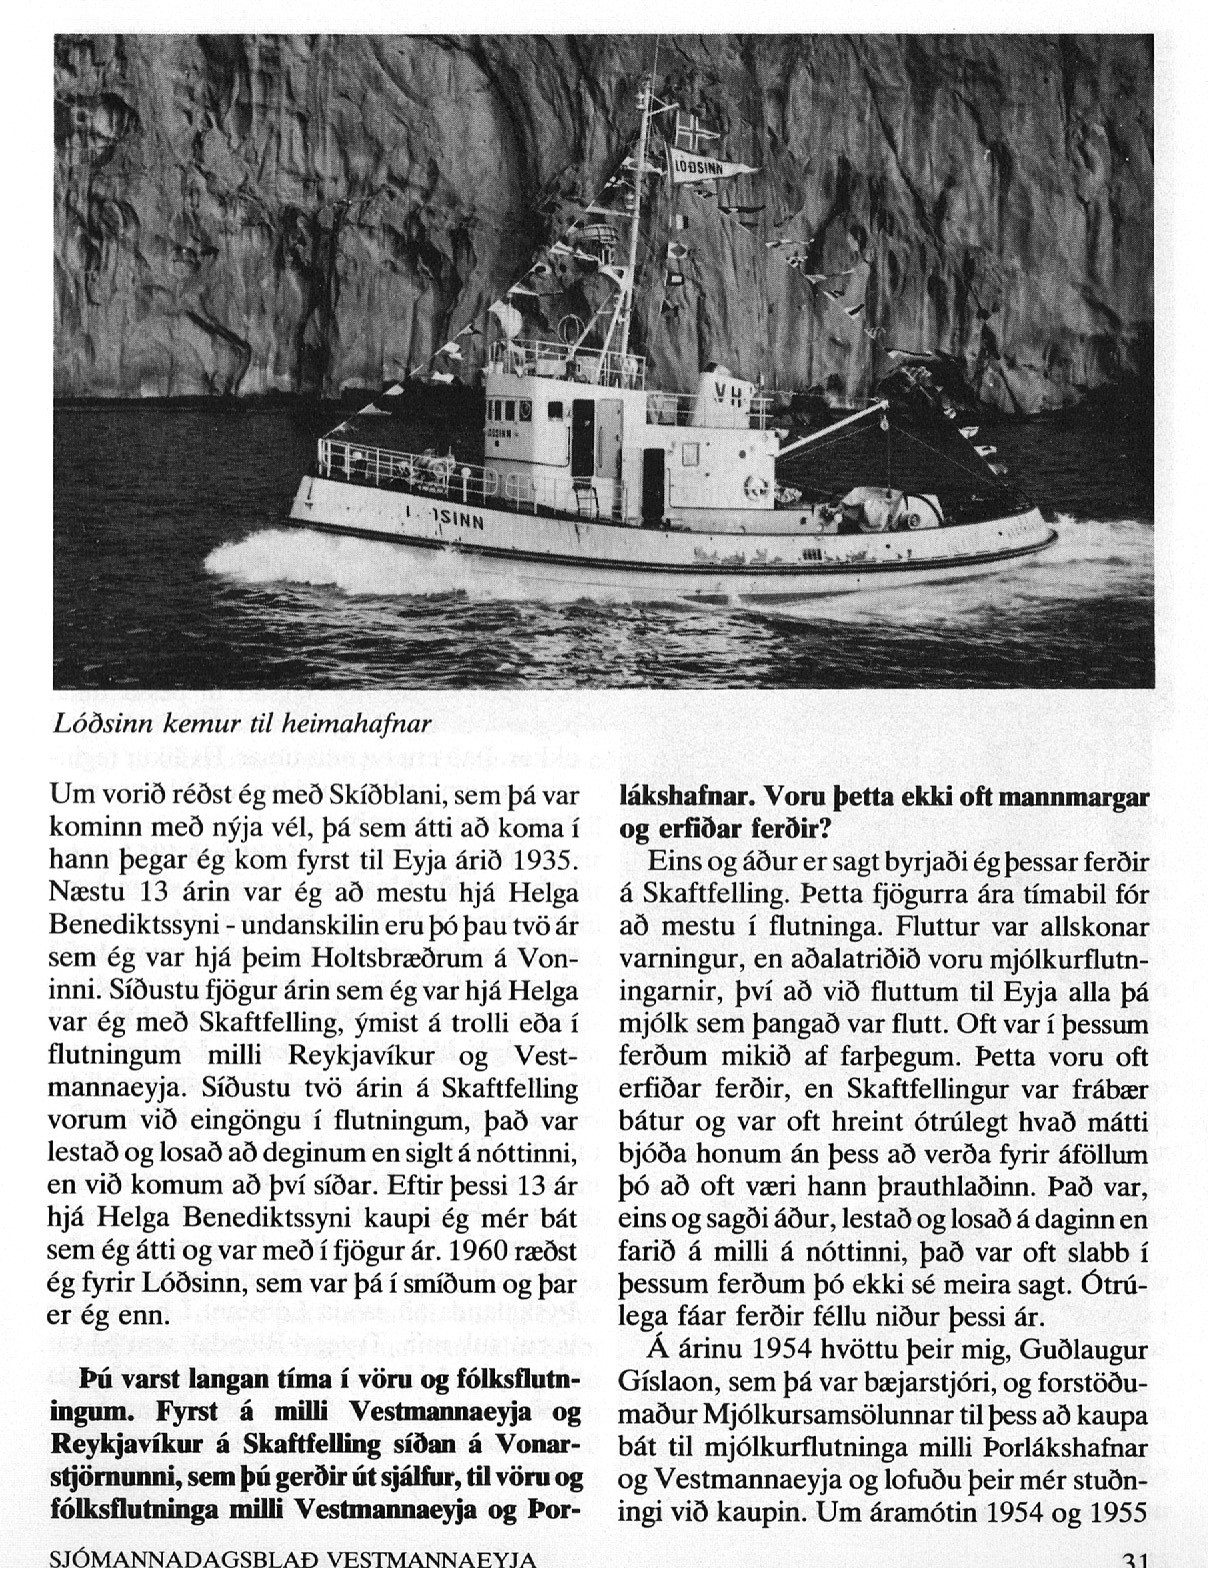 LÓÐSINN
VH
LÓÐSINN
SINN
Lóðsinn kemur til heimahafnar
Um vorið réðst ég með Skíðblani, sem þá var
kominn með nýja vél, þá sem átti að koma í
hann þegar ég kom fyrst til Eyja árið 1935.
Næstu 13 árin var ég að mestu hjá Helga
Benediktssyni - undanskilin eru þó þau tvö ár
sem ég var hjá þeim Holtsbræðrum á Von-
inni. Síðustu fjögur árin sem ég var hjá Helga
var ég með Skaftfelling, ýmist á trolli eða í
flutningum milli Reykjavíkur og Vest-
mannaeyja. Síðustu tvö árin á Skaftfelling
vorum við eingöngu í flutningum, það var
lestað og losað að deginum en siglt á nóttinni,
en við komum að því síðar. Eftir þessi 13 ár
hjá Helga Benediktssyni kaupi ég mér bát
sem ég átti og var með í fjögur ár. 1960 ræðst
ég fyrir Lóðsinn, sem var þá í smíðum og þar
er ég enn.
Þú varst langan tíma í vöru og fólksflutn-
ingum. Fyrst á milli Vestmannaeyja og
Reykjavíkur á Skaftfelling síðan á Vonar-
stjörnunni, sem þú gerðir út sjálfur, til vöru og
fólksflutninga milli Vestmannaeyja og Þor-
lákshafnar. Voru þetta ekki oft mannmargar
og erfiðar ferðir?
Eins og áður er sagt byrjaði ég þessar ferðir
á Skaftfelling. Þetta fjögurra ára tímabil fór
að mestu í flutninga. Fluttur var allskonar
varningur, en aðalatriðið voru mjólkurflutn-
ingarnir, því að við fluttum til Eyja alla þá
mjólk sem þangað var flutt. Oft var í þessum
ferðum mikið af farþegum. Þetta voru oft
erfiðar ferðir, en Skaftfellingur var frábær
bátur og var oft hreint ótrúlegt hvað mátti
bjóða honum án þess að verða fyrir áföllum
þó að oft væri hann þrauthlaðinn. Það var,
eins og sagði áður, lestað og losað á daginn en
farið á milli á nóttinni, það var oft slabb í
þessum ferðum þó ekki sé meira sagt. Ótrú-
lega fáar ferðir féllu niður þessi ár.
Á árinu 1954 hvöttu þeir mig, Guðlaugur
Gíslaon, sem þá var bæjarstjóri, og forstöðu-
maður Mjólkursamsölunnar til þess að kaupa
bát til mjólkurflutninga milli Þorlákshafnar
og Vestmannaeyja og lofuðu þeir mér stuðn-
ingi við kaupin. Um áramótin 1954 og 1955
SJÓMANNADAGSBLAÐ VESTMANNAEYJA
31